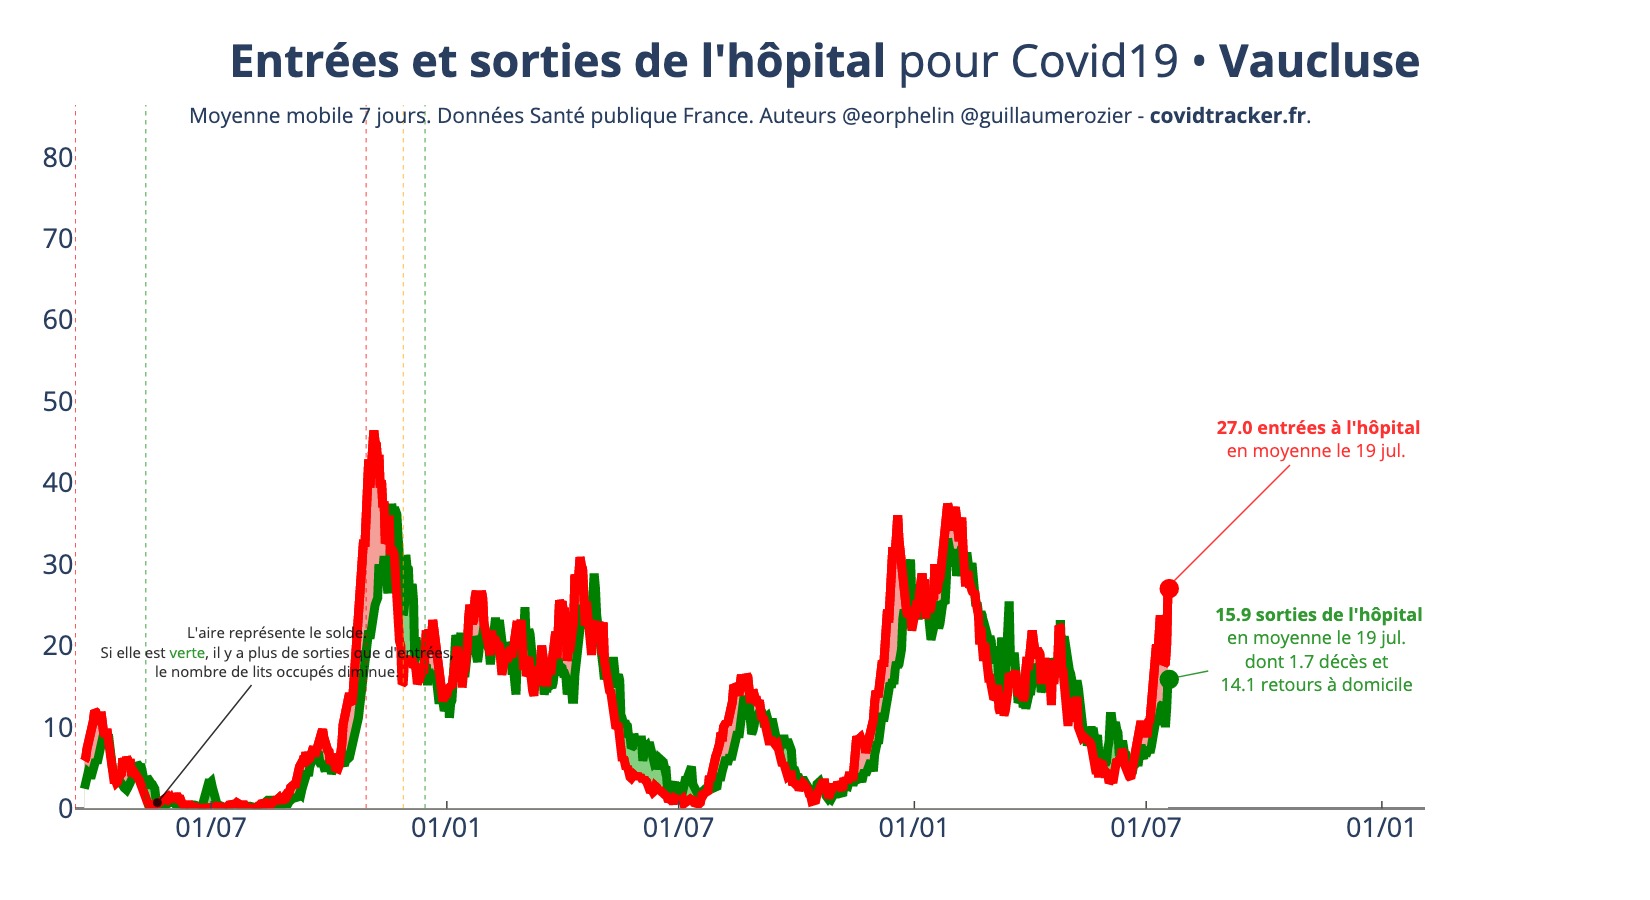 Entrées et sorties de l'hôpital pour Covid19 • Vaucluse
Moyenne mobile 7 jours. Données Santé publique France. Auteurs @eorphelin @guillaumerozier - covidtracker.fr.
80
70
60
50
40
30
20
10
0
27.0 entrées à l'hôpital
en moyenne le 19 jul.
15.9 sorties de l'hôpital
en moyenne le 19 jul.
dont 1.7 décès et
14.1 retours à domicile
L'aire représente le solde.
Si elle est verte, il y a plus de sorties que d'entrées,
le nombre de lits occupés diminue.
01/07
01/01
01/07
01/01
01/07
01/01